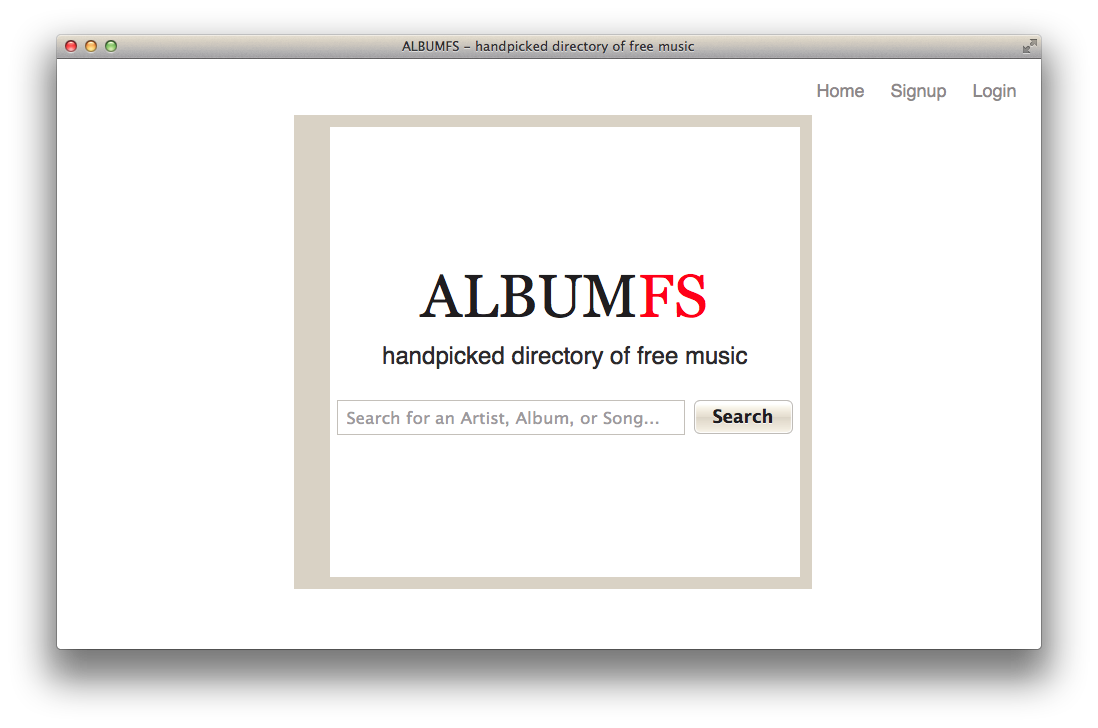 ALBUMFS – handpicked directory of free music
Home Signup Login
ALBUMFS
handpicked directory of free music
Search for an Artist, Album, or Song...
Search